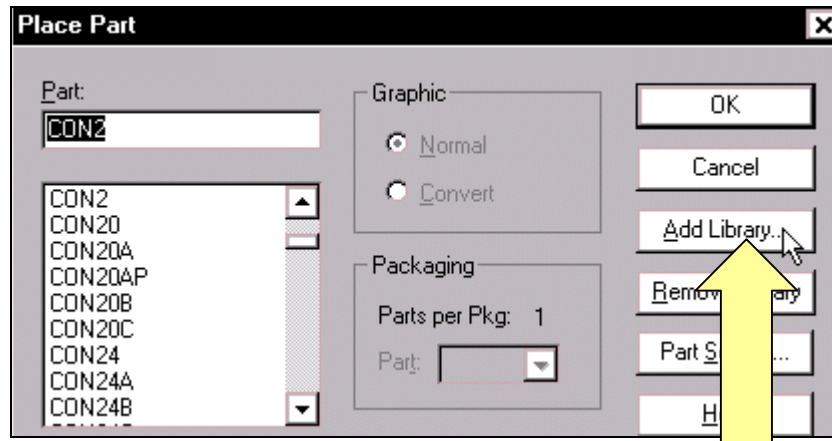 Place Part
Part:
CON2
CON2
CON20
CON20A
CON20AP
CON20B
CON20C
CON24
CON24A
CON24B
Graphic
Normal
Convert
Packaging
Parts per Pkg: 1
Part:
OK
Cancel
Add Library...